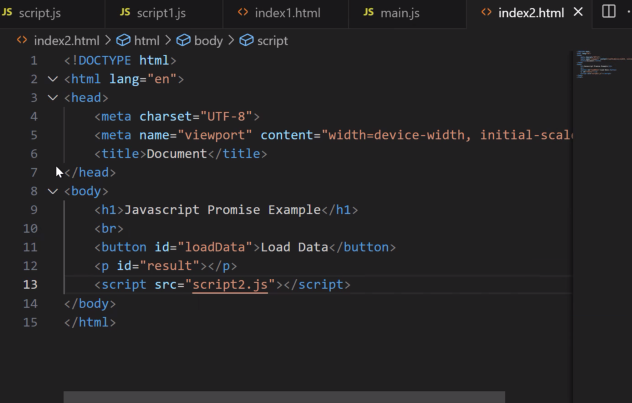 JS script.js JS script1.js <> index1.html JS main.js <> index2.html
<> index2.html > html > body > script
1 <!DOCTYPE html>
2 <html lang="en">
3 <head>
4 <meta charset="UTF-8">
5 <meta name="viewport" content="width=device-width, initial-scale
6 <title>Document</title>
7 </head>
8 <body>
9 <h1>Javascript Promise Example</h1>
10 <br>
11 <button id="loadData">Load Data</button>
12 <p id="result"></p>
13 <script src="script2.js"></script>
14 </body>
15 </html>